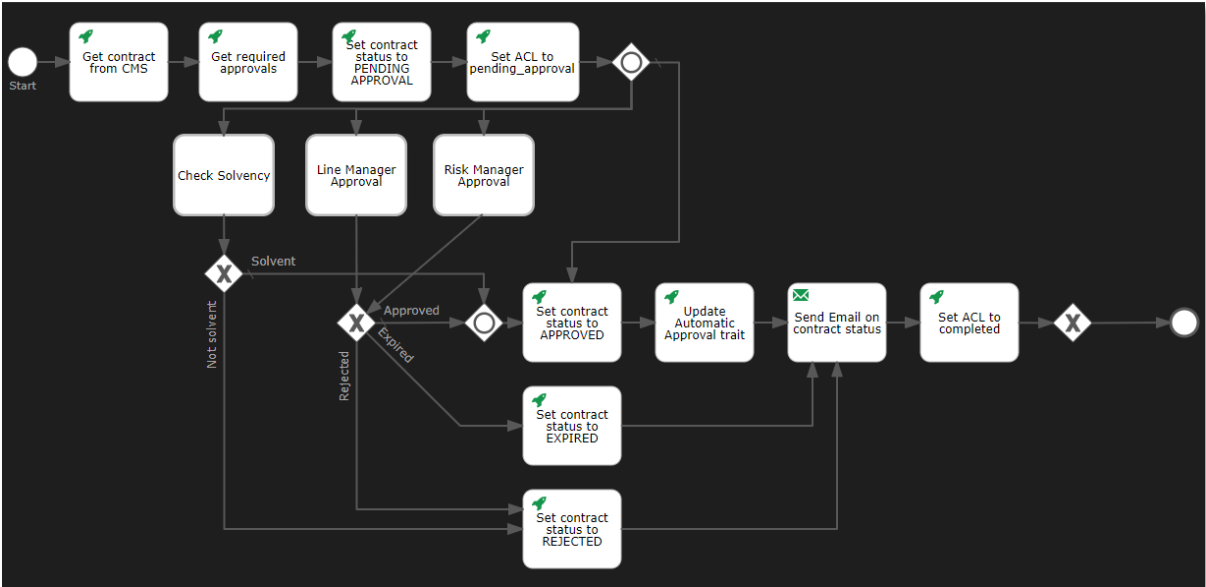 Get contract
from CMS
Get required
approvals
Set contract
status to
PENDING
APPROVAL
Set ACL to
pending_approval
Start
Check Solvency
Line Manager
Approval
Risk Manager
Approval
Solvent
Not solvent
Approved
Expired
Rejected
Set contract
status to
APPROVED
Update
Automatic
Approval trait
Send Email on
contract status
Set ACL to
completed
Set contract
status to
EXPIRED
Set contract
status to
REJECTED